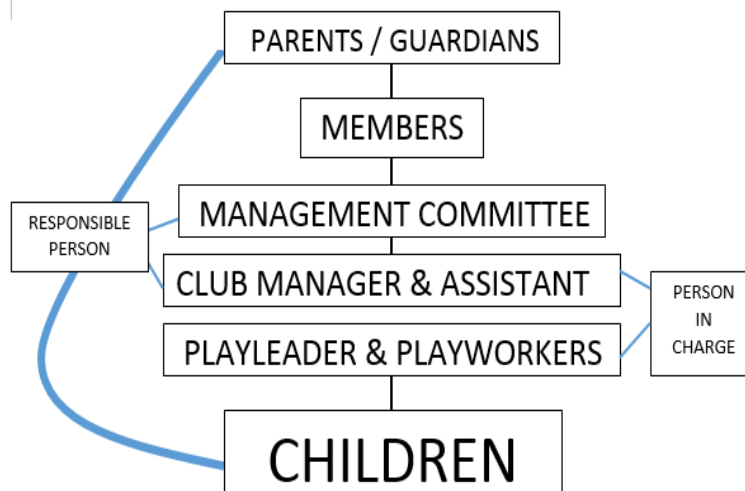 PARENTS / GUARDIANS
MEMBERS
MANAGEMENT COMMITTEE
RESPONSIBLE
PERSON
CLUB MANAGER & ASSISTANT
PERSON
IN
CHARGE
PLAYLEADER & PLAYWORKERS
CHILDREN